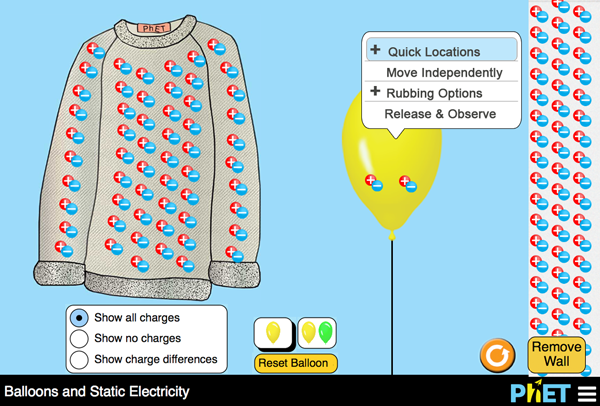 PhET
+ Quick Locations
Move Independently
+ Rubbing Options
Release & Observe
Show all charges
Show no charges
Show charge differences
Reset Balloon
Remove
Wall
Balloons and Static Electricity
PhET